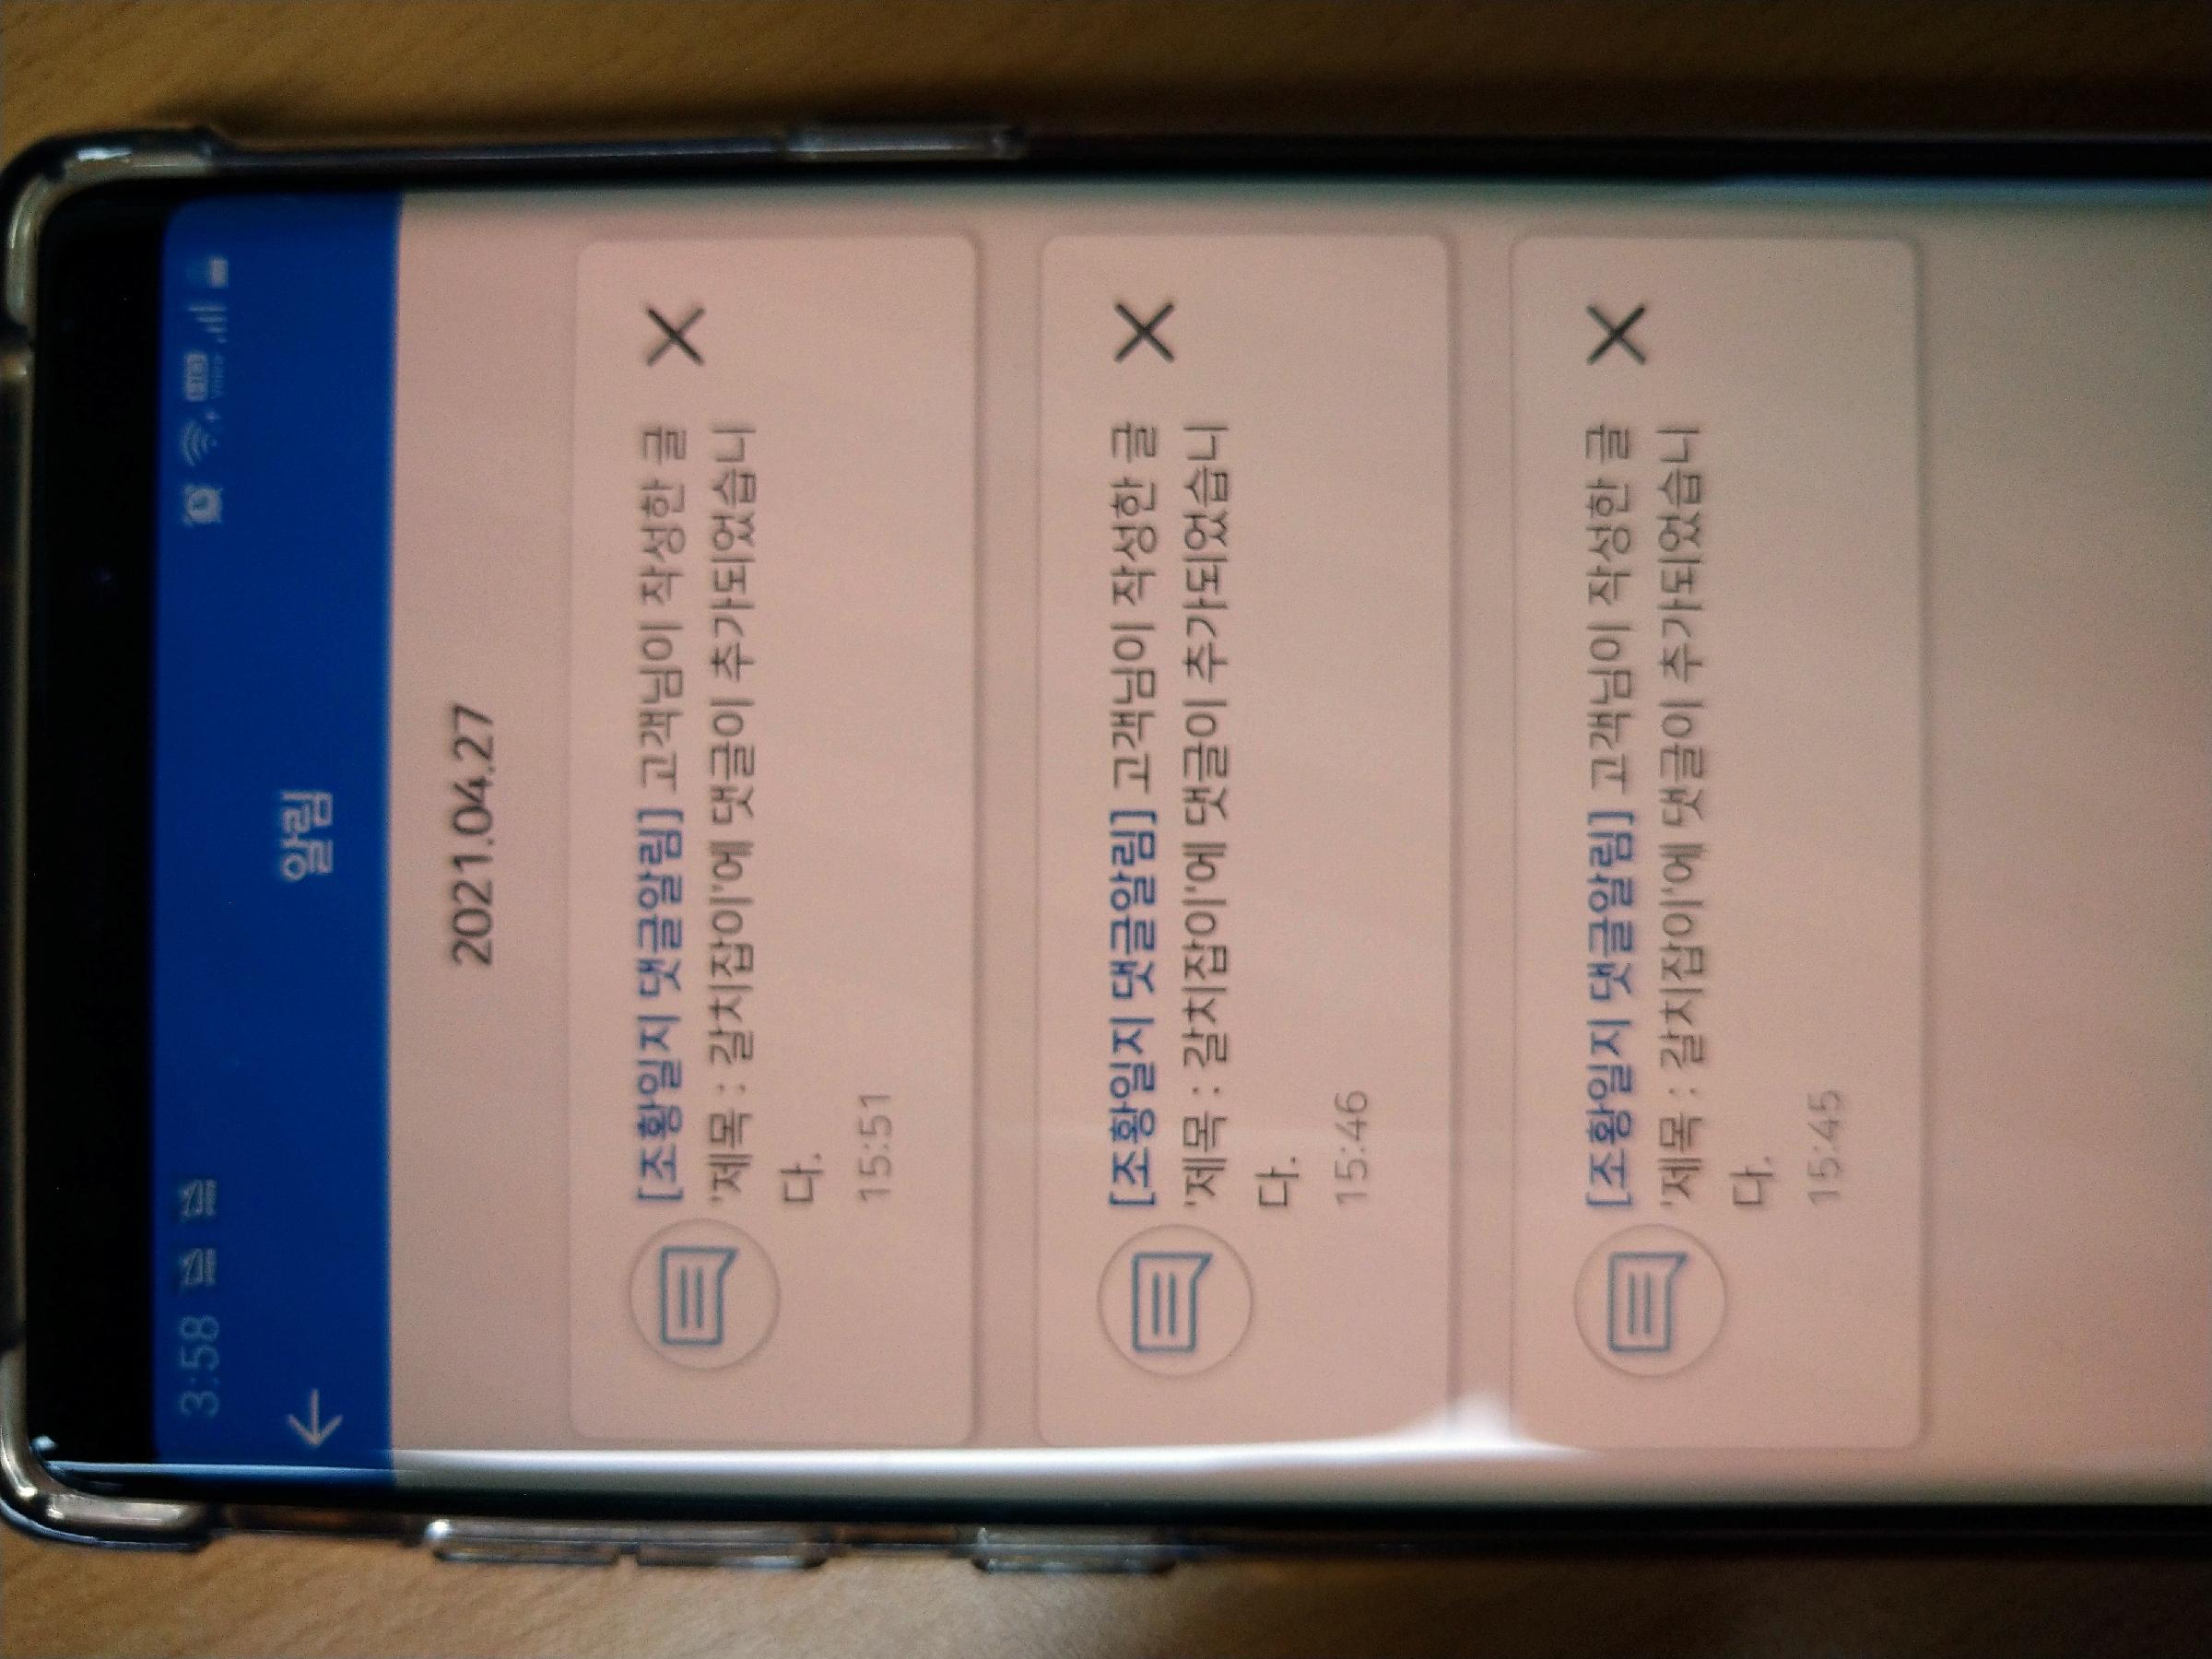 3:58
알림
2021.04.27
[조황일지 댓글알림] 고객님이 작성한 글
'제목 : 갈치잡이'에 댓글이 추가되었습니
다.
15:51
[조황일지 댓글알림] 고객님이 작성한 글
'제목 : 갈치잡이'에 댓글이 추가되었습니
다.
15:46
[조황일지 댓글알림] 고객님이 작성한 글
'제목 : 갈치잡이'에 댓글이 추가되었습니
다.
15:45